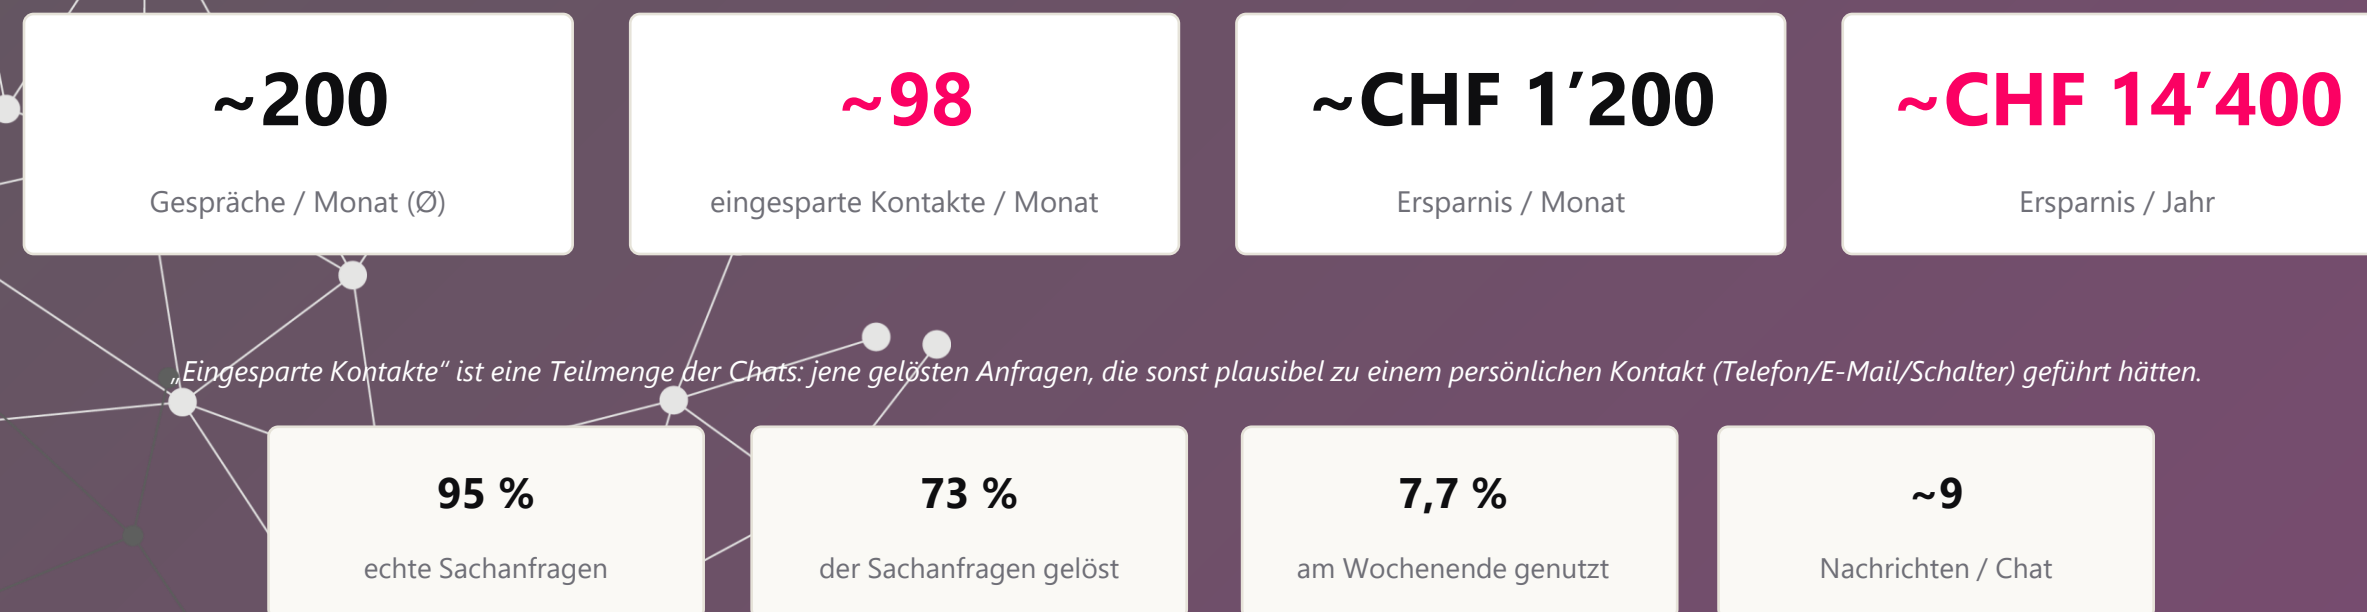 ~200
Gespräche / Monat (Ø)
~98
eingesparte Kontakte / Monat
~CHF 1’200
Ersparnis / Monat
~CHF 14’400
Ersparnis / Jahr
„Eingesparte Kontakte“ ist eine Teilmenge der Chats: jene gelösten Anfragen, die sonst plausibel zu einem persönlichen Kontakt (Telefon/E-Mail/Schalter) geführt hätten.
95 %
echte Sachanfragen
73 %
der Sachanfragen gelöst
7,7 %
am Wochenende genutzt
~9
Nachrichten / Chat